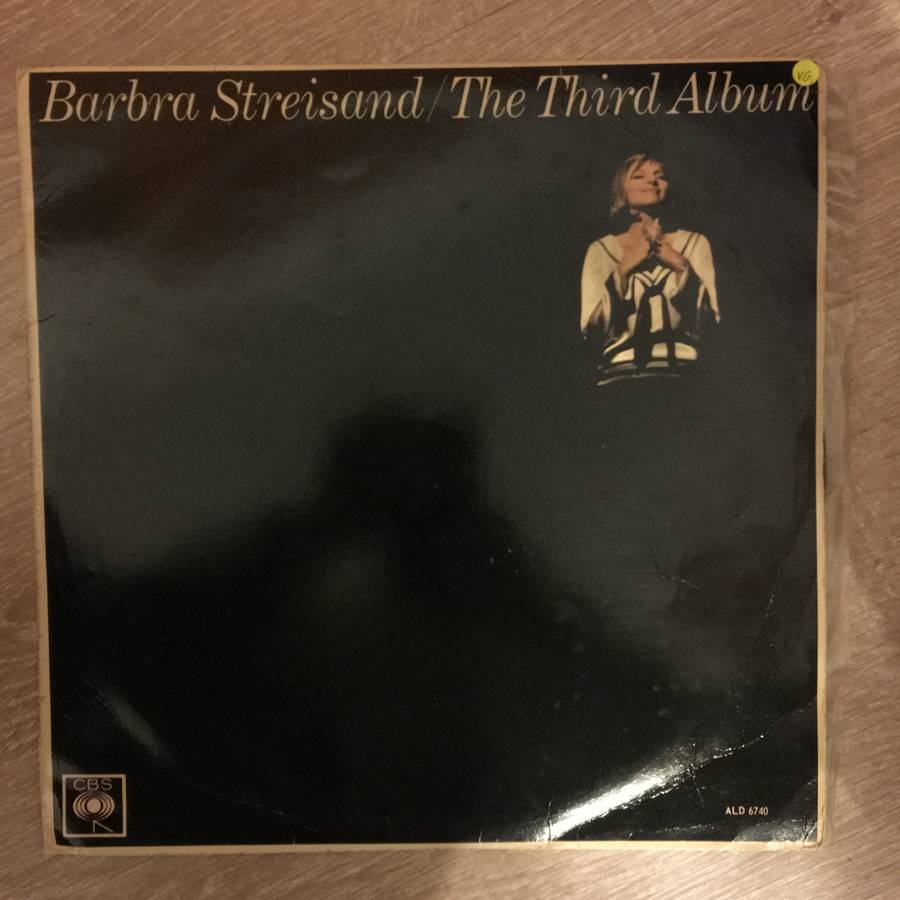 Barbra Streisand/The Third Album
VG
CBS
ALD 6740